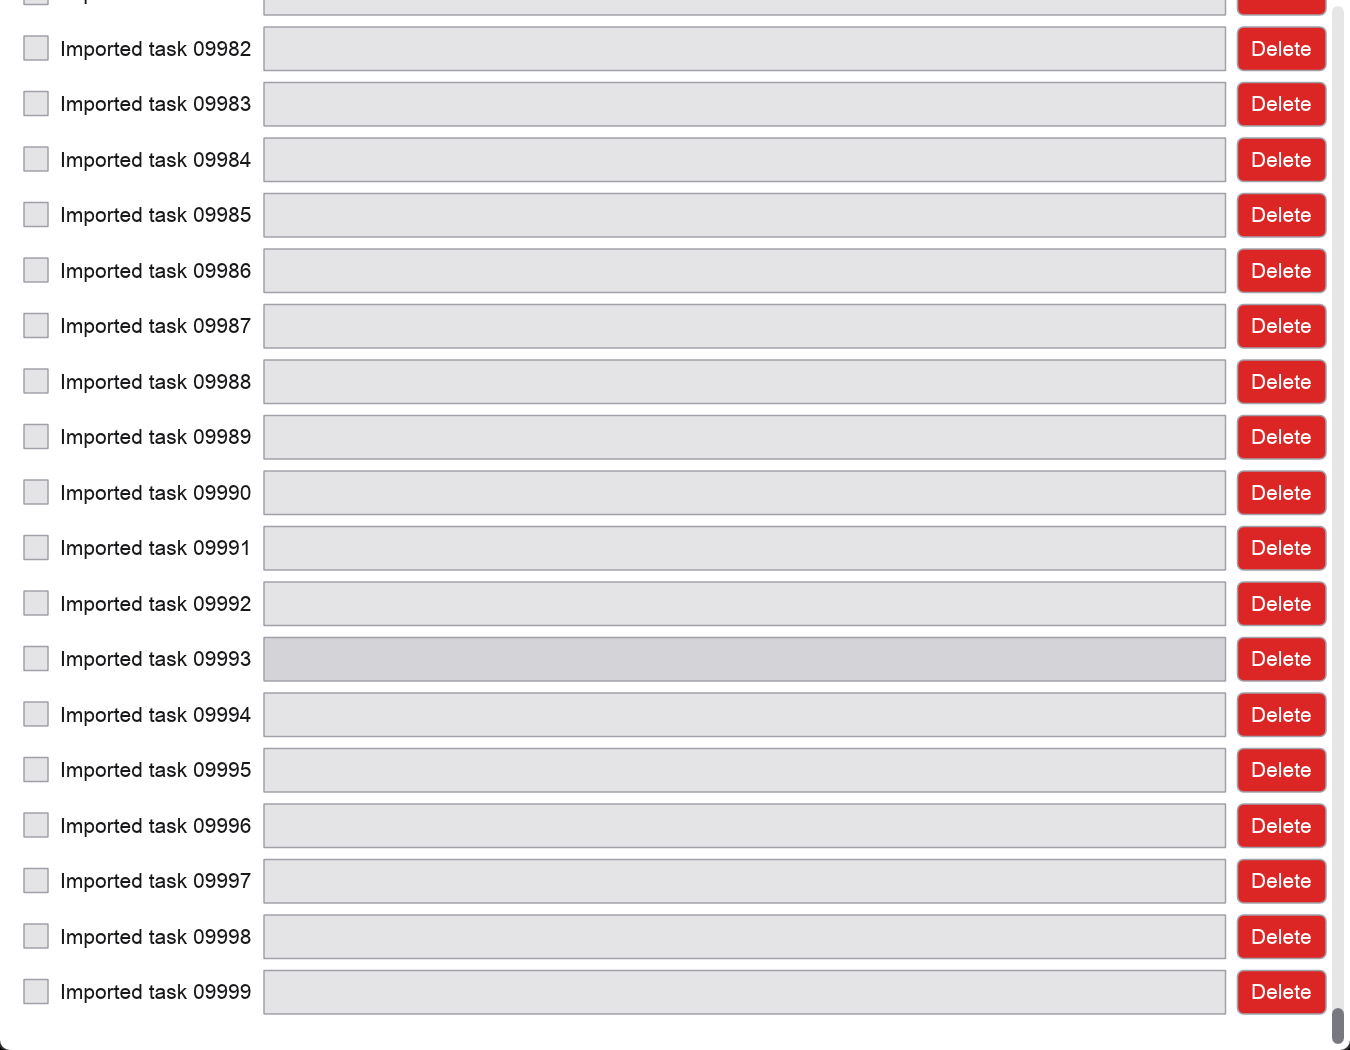 Imported task 09982 Delete
Imported task 09983 Delete
Imported task 09984 Delete
Imported task 09985 Delete
Imported task 09986 Delete
Imported task 09987 Delete
Imported task 09988 Delete
Imported task 09989 Delete
Imported task 09990 Delete
Imported task 09991 Delete
Imported task 09992 Delete
Imported task 09993 Delete
Imported task 09994 Delete
Imported task 09995 Delete
Imported task 09996 Delete
Imported task 09997 Delete
Imported task 09998 Delete
Imported task 09999 Delete